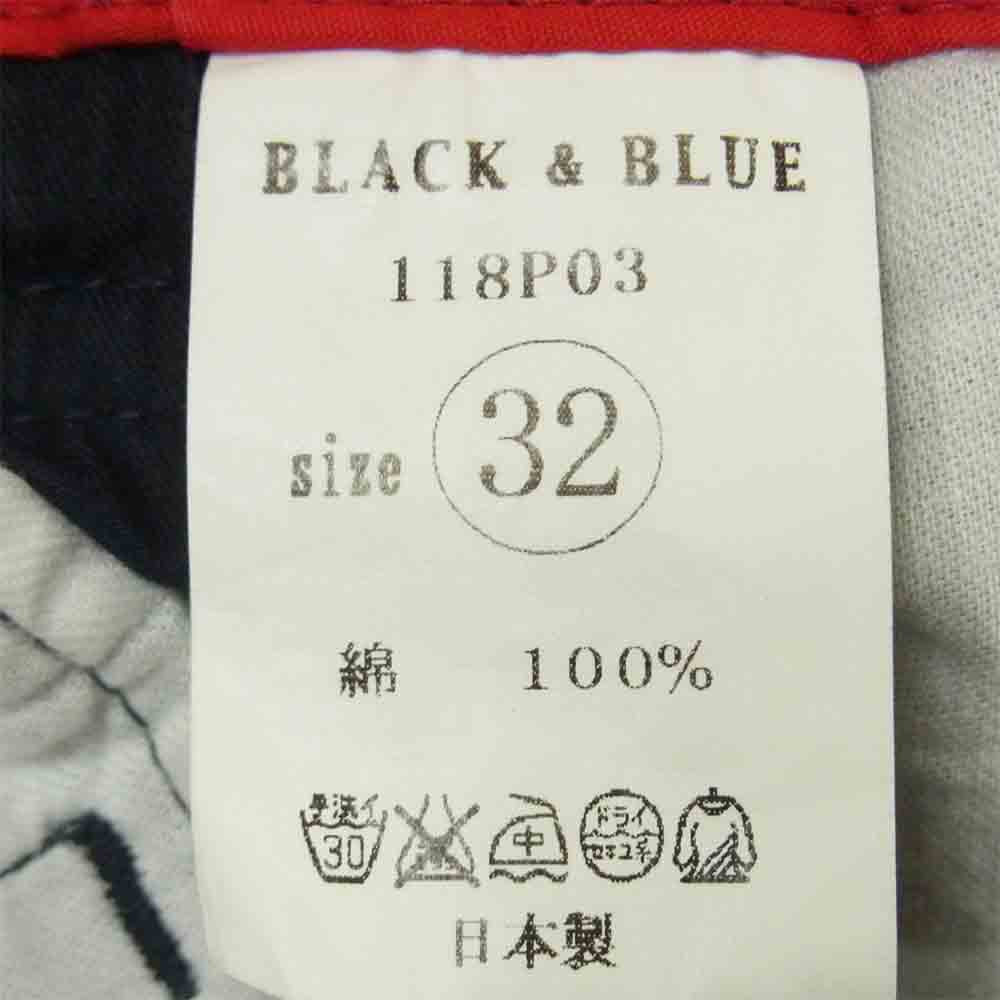 BLACK & BLUE
118P03
size 32
綿 100%
手洗イ 30 中 ドライ セキユ系
日本製